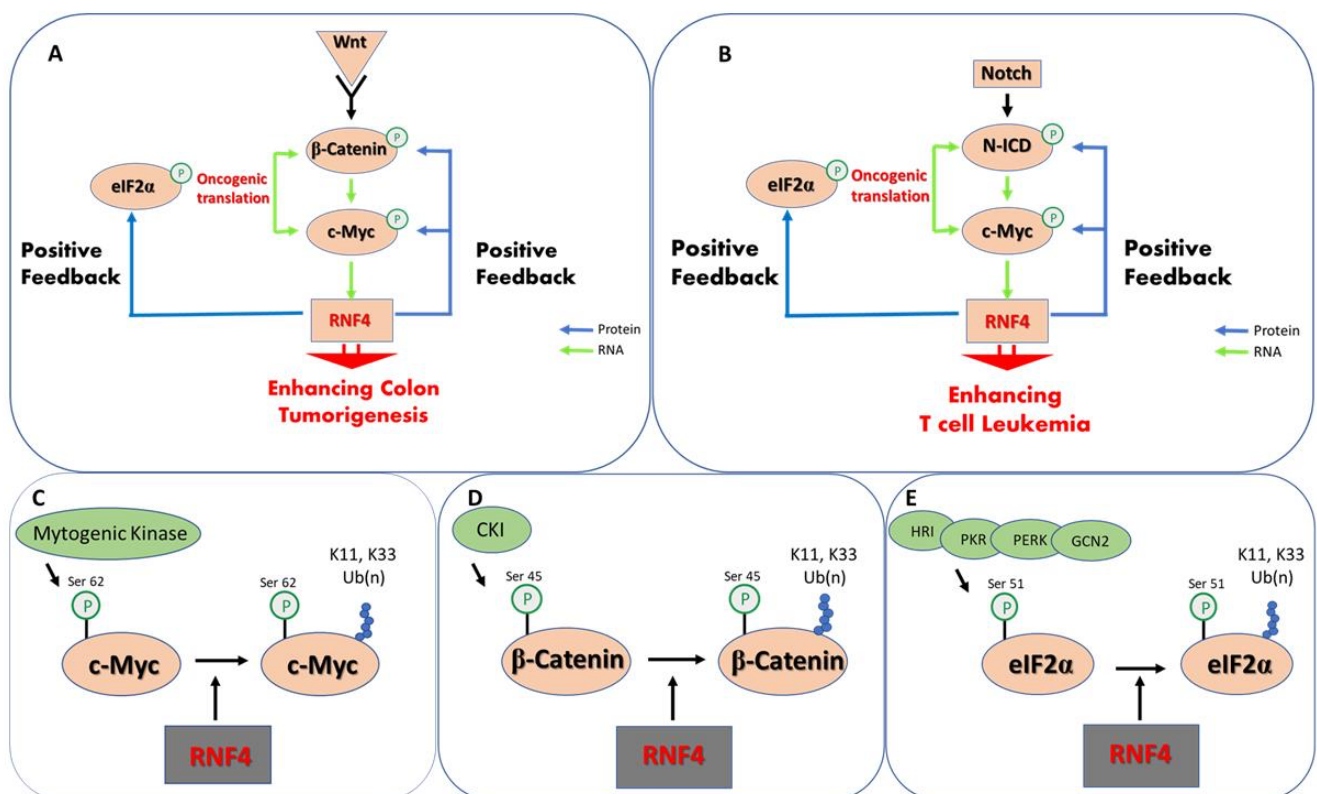 A
Wnt
β-Catenin
P
eIF2α
P
Oncogenic
translation
c-Myc
P
Positive
Feedback
Positive
Feedback
RNF4
Protein
RNA
Enhancing Colon
Tumorigenesis
B
Notch
N-ICD
P
eIF2α
P
Oncogenic
translation
c-Myc
P
Positive
Feedback
Positive
Feedback
RNF4
Protein
RNA
Enhancing
T cell Leukemia
C
Mytogenic Kinase
Ser 62
P
c-Myc
Ser 62
P
K11, K33
Ub(n)
c-Myc
RNF4
D
CKI
Ser 45
P
β-Catenin
Ser 45
P
K11, K33
Ub(n)
β-Catenin
RNF4
E
HRI
PKR
PERK
GCN2
Ser 51
P
eIF2α
Ser 51
P
K11, K33
Ub(n)
eIF2α
RNF4